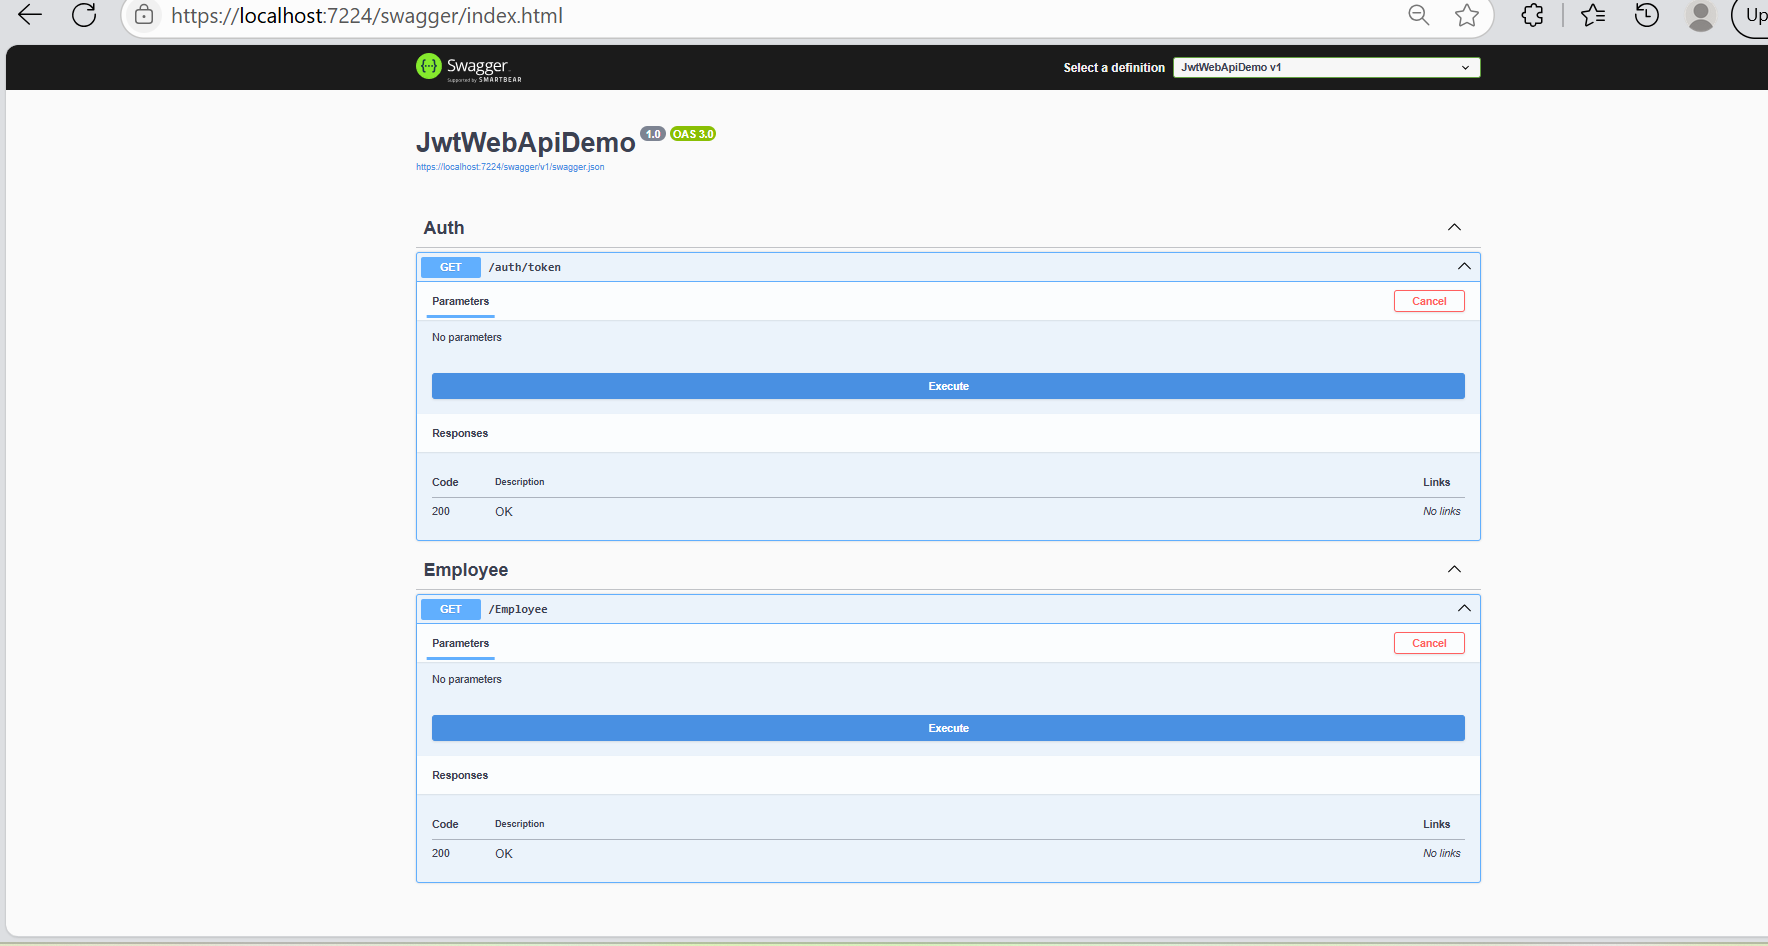 https://localhost:7224/swagger/index.html
Swagger
Supported by SMARTBEAR
Select a definition
JwtWebApiDemo v1
JwtWebApiDemo 1.0 OAS 3.0
https://localhost:7224/swagger/v1/swagger.json
Auth
GET /auth/token
Parameters
Cancel
No parameters
Execute
Responses
Code Description Links
200 OK No links
Employee
GET /Employee
Parameters
Cancel
No parameters
Execute
Responses
Code Description Links
200 OK No links